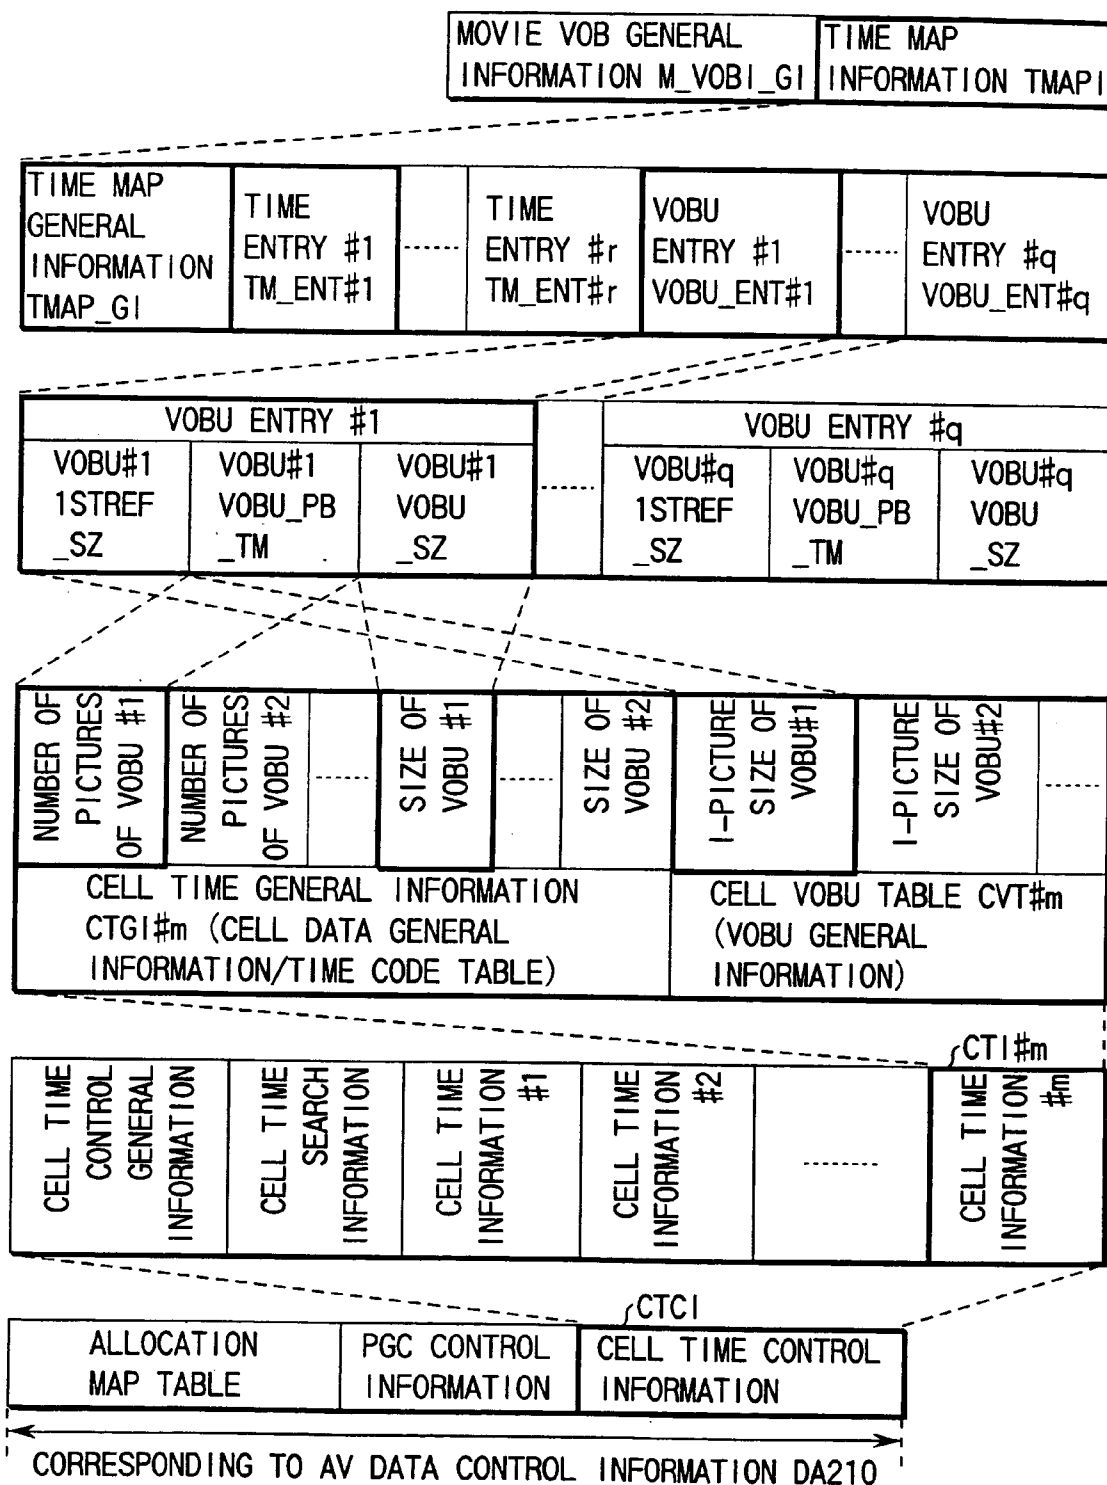 MOVIE VOB GENERAL
INFORMATION M_VOBI_GI
TIME MAP
INFORMATION TMAPI
TIME MAP
GENERAL
INFORMATION
TMAP_GI
TIME
ENTRY #1
TM_ENT#1
TIME
ENTRY #r
TM_ENT#r
VOBU
ENTRY #1
VOBU_ENT#1
VOBU
ENTRY #q
VOBU_ENT#q
VOBU ENTRY #1
VOBU#1
1STREF
_SZ
VOBU#1
VOBU_PB
_TM
VOBU#1
VOBU
_SZ
VOBU ENTRY #q
VOBU#q
1STREF
_SZ
VOBU#q
VOBU_PB
_TM
VOBU#q
VOBU
_SZ
NUMBER OF
PICTURES
OF VOBU #1
NUMBER OF
PICTURES
OF VOBU #2
SIZE OF
VOBU #1
SIZE OF
VOBU #2
I-PICTURE
SIZE OF
VOBU#1
I-PICTURE
SIZE OF
VOBU#2
CELL TIME GENERAL INFORMATION
CTGI#m (CELL DATA GENERAL
INFORMATION/TIME CODE TABLE)
CELL VOBU TABLE CVT#m
(VOBU GENERAL
INFORMATION)
CTI#m
CELL TIME
CONTROL
GENERAL
INFORMATION
CELL TIME
SEARCH
INFORMATION
CELL TIME
INFORMATION
#1
CELL TIME
INFORMATION
#2
CELL TIME
INFORMATION
#m
CTCI
ALLOCATION
MAP TABLE
PGC CONTROL
INFORMATION
CELL TIME CONTROL
INFORMATION
CORRESPONDING TO AV DATA CONTROL INFORMATION DA210